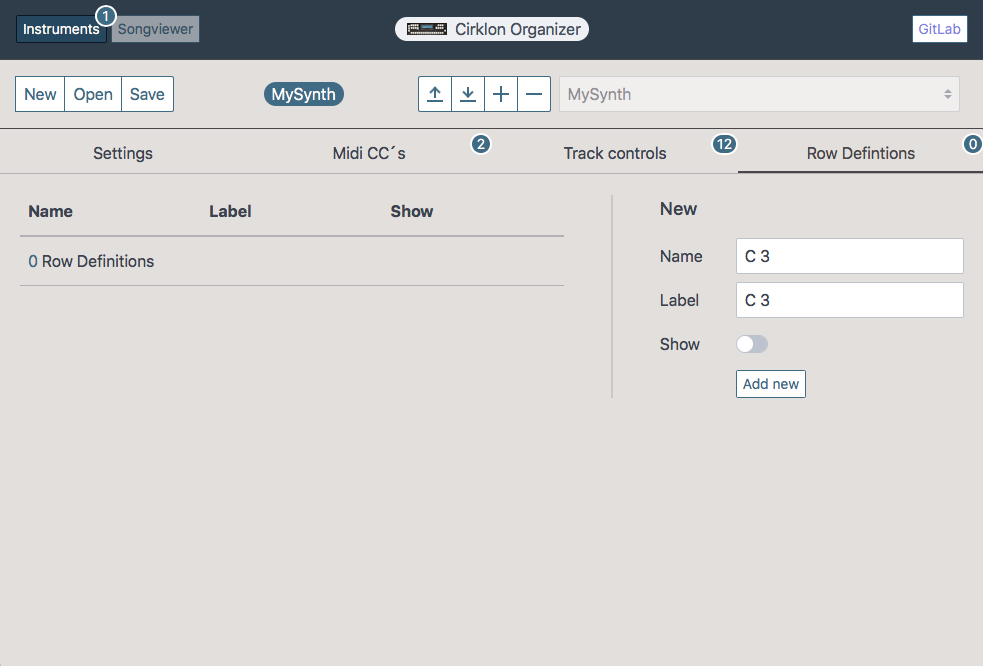 Instruments 1 Songviewer Cirklon Organizer GitLab
New Open Save MySynth MySynth
Settings Midi CC´s 2 Track controls 12 Row Defintions 0
Name Label Show
0 Row Definitions
New
Name C 3
Label C 3
Show
Add new